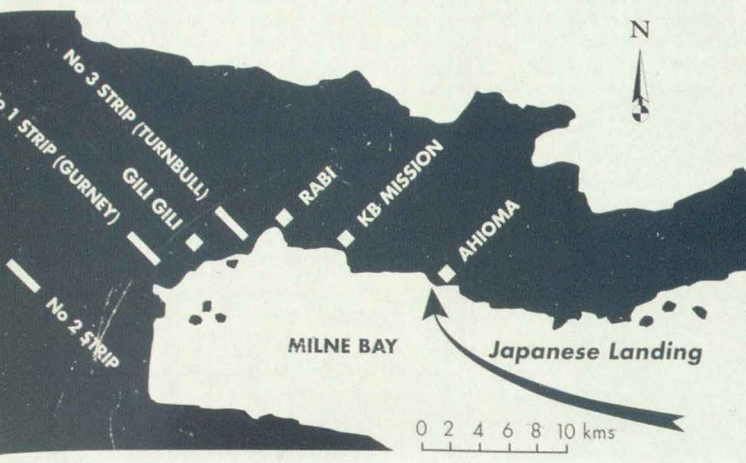 N
No 3 STRIP (TURNBULL)
1 STRIP (GURNEY)
GILI GILI
RABI
KB MISSION
AHIOMA
No 2 STRIP
MILNE BAY
Japanese Landing
0 2 4 6 8 10 kms